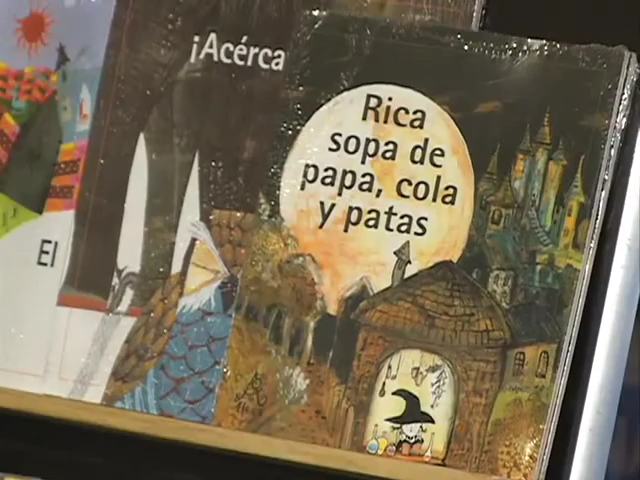 ¡Acérca
Rica
sopa de
papa, cola
y patas
El